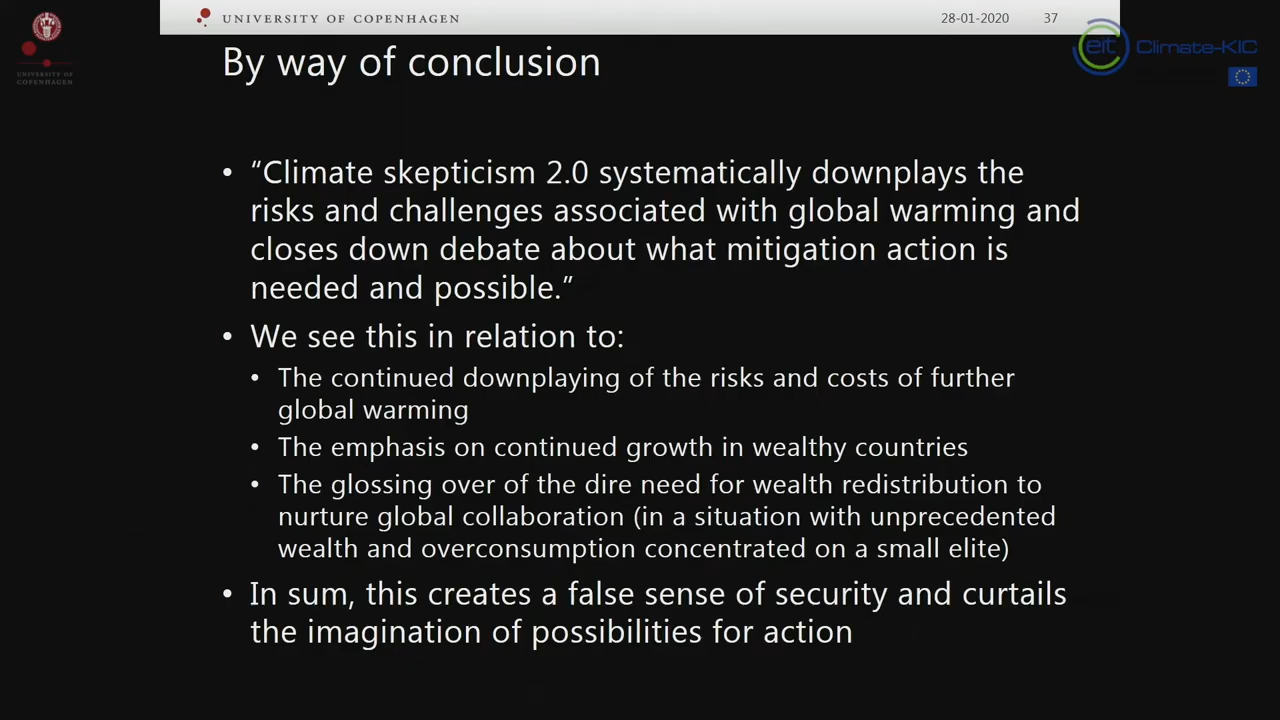 UNIVERSITY OF COPENHAGEN
28-01-2020 37
UNIVERSITY OF
COPENHAGEN
eit Climate-KIC
By way of conclusion
• “Climate skepticism 2.0 systematically downplays the
risks and challenges associated with global warming and
closes down debate about what mitigation action is
needed and possible.”
• We see this in relation to:
• The continued downplaying of the risks and costs of further
global warming
• The emphasis on continued growth in wealthy countries
• The glossing over of the dire need for wealth redistribution to
nurture global collaboration (in a situation with unprecedented
wealth and overconsumption concentrated on a small elite)
• In sum, this creates a false sense of security and curtails
the imagination of possibilities for action